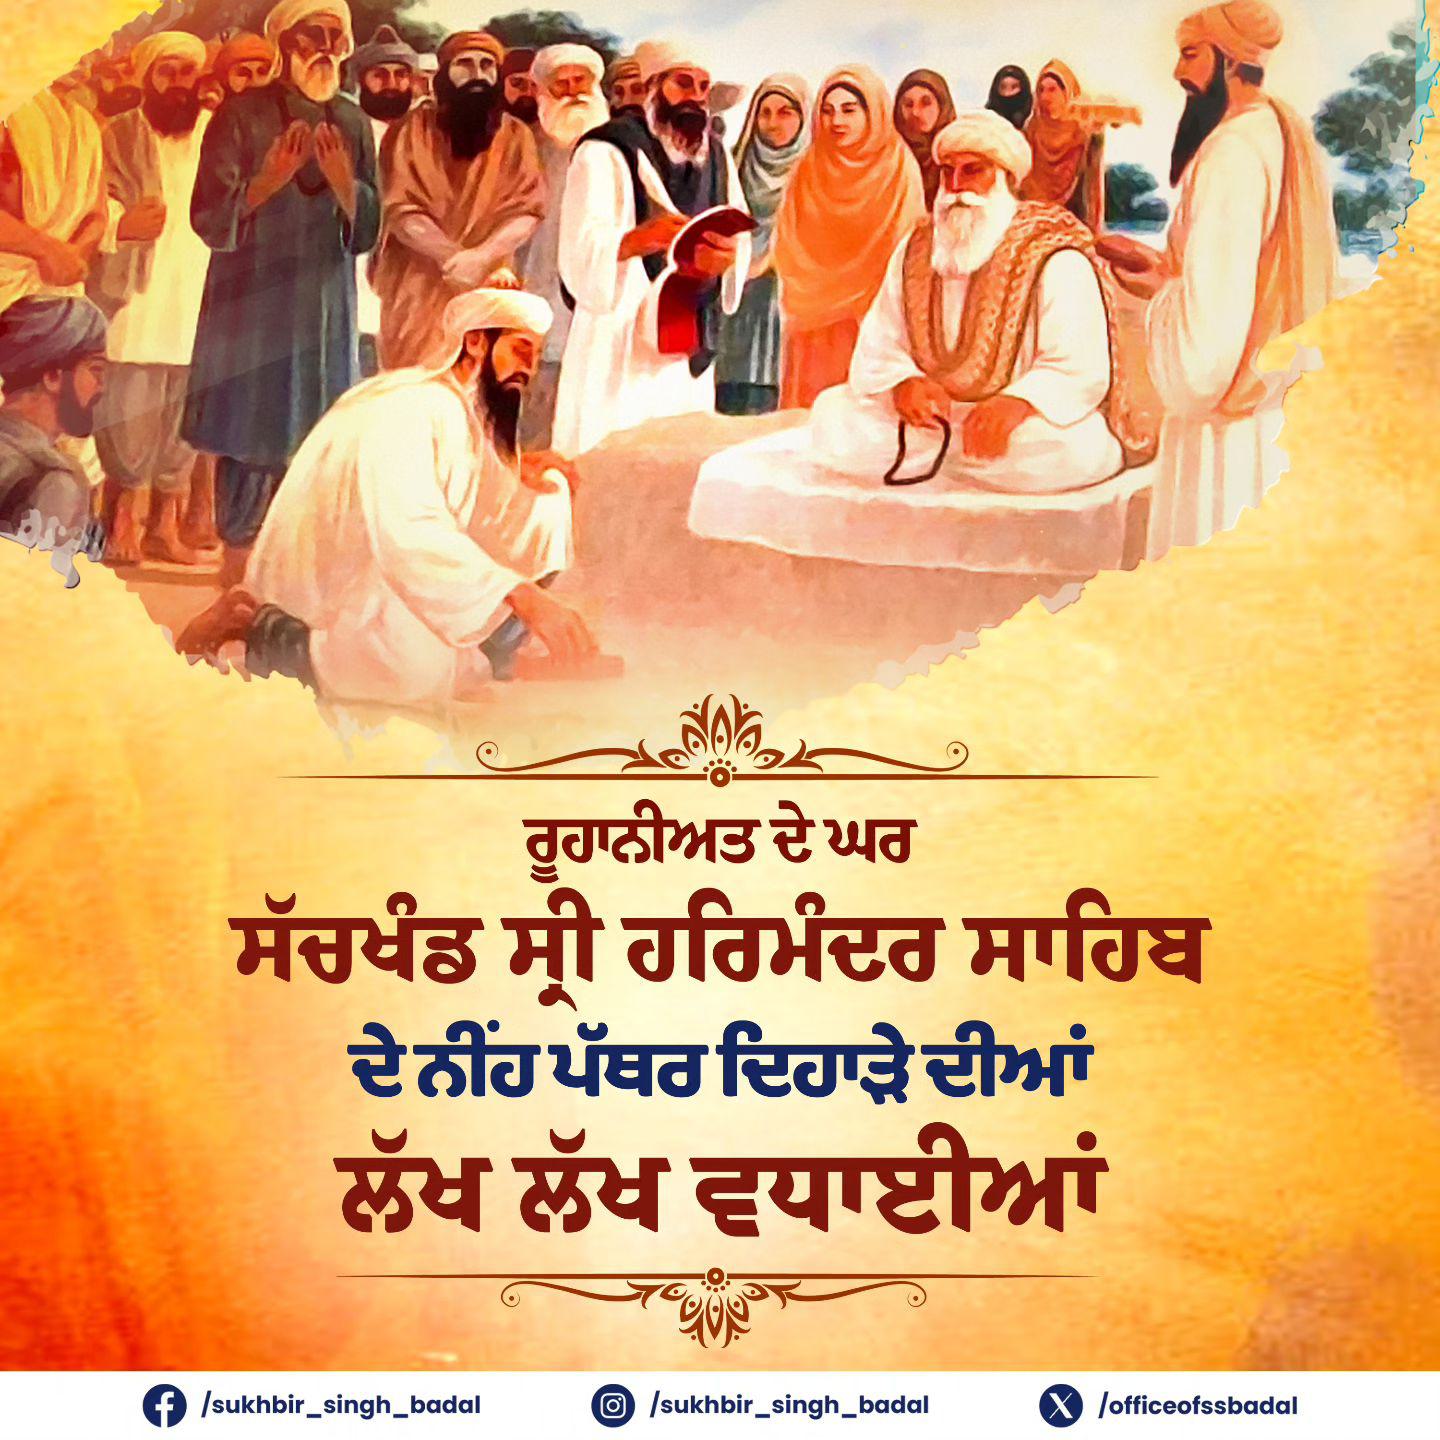 ਰੂਹਾਨੀਅਤ ਦੇ ਘਰ
ਸੱਚਖੰਡ ਸ੍ਰੀ ਹਰਿਮੰਦਰ ਸਾਹਿਬ
ਦੇ ਨੀਂਹ ਪੱਥਰ ਦਿਹਾੜੇ ਦੀਆਂ
ਲੱਖ ਲੱਖ ਵਧਾਈਆਂ
/sukhbir_singh_badal /sukhbir_singh_badal /officeofssbadal